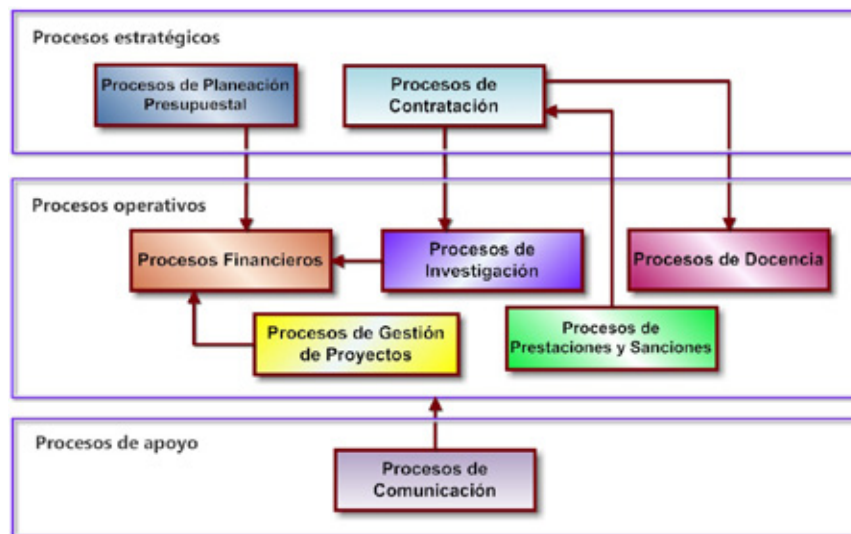 Procesos estratégicos
Procesos de Planeación
Presupuestal
Procesos de
Contratación
Procesos operativos
Procesos Financieros
Procesos de
Investigación
Procesos de Docencia
Procesos de Gestión
de Proyectos
Procesos de
Prestaciones y Sanciones
Procesos de apoyo
Procesos de
Comunicación